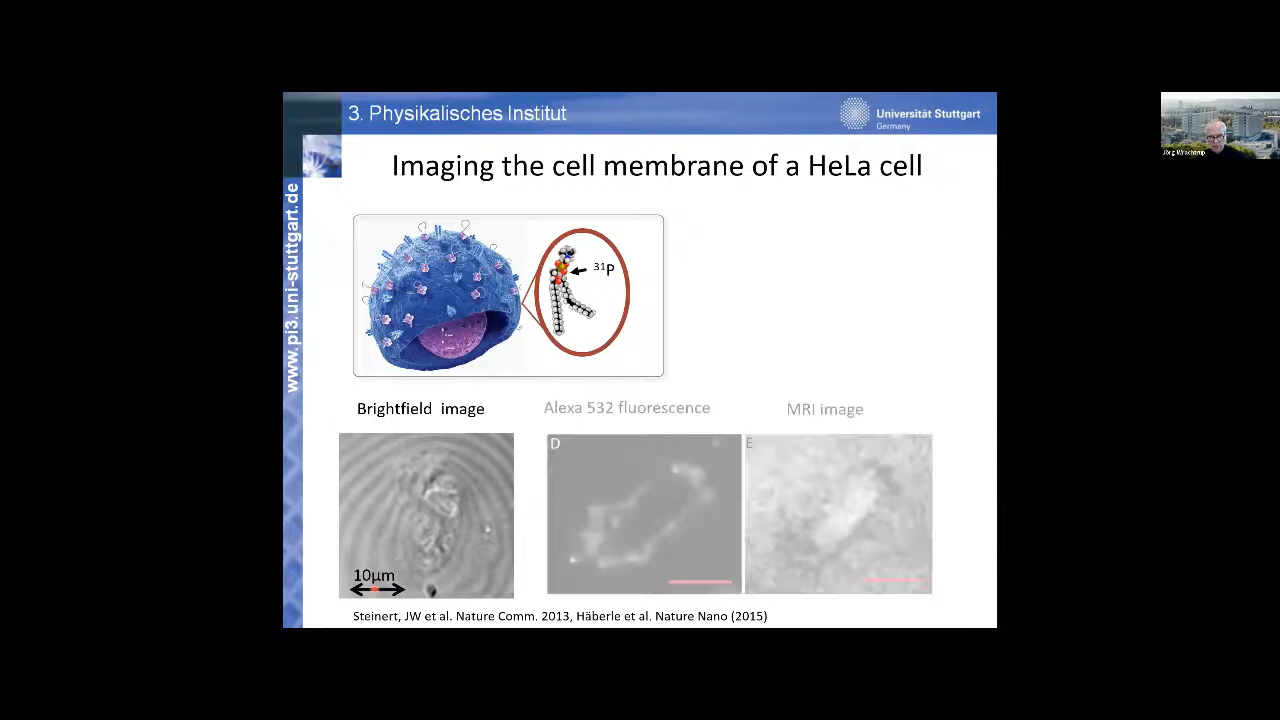 3. Physikalisches Institut
Universität Stuttgart
Germany
www.pi3.uni-stuttgart.de
Imaging the cell membrane of a HeLa cell
³¹P
Jörg Wrachtrup
Brightfield image
Alexa 532 fluorescence
MRI image
D
E
10µm
Steinert, JW et al. Nature Comm. 2013, Häberle et al. Nature Nano (2015)